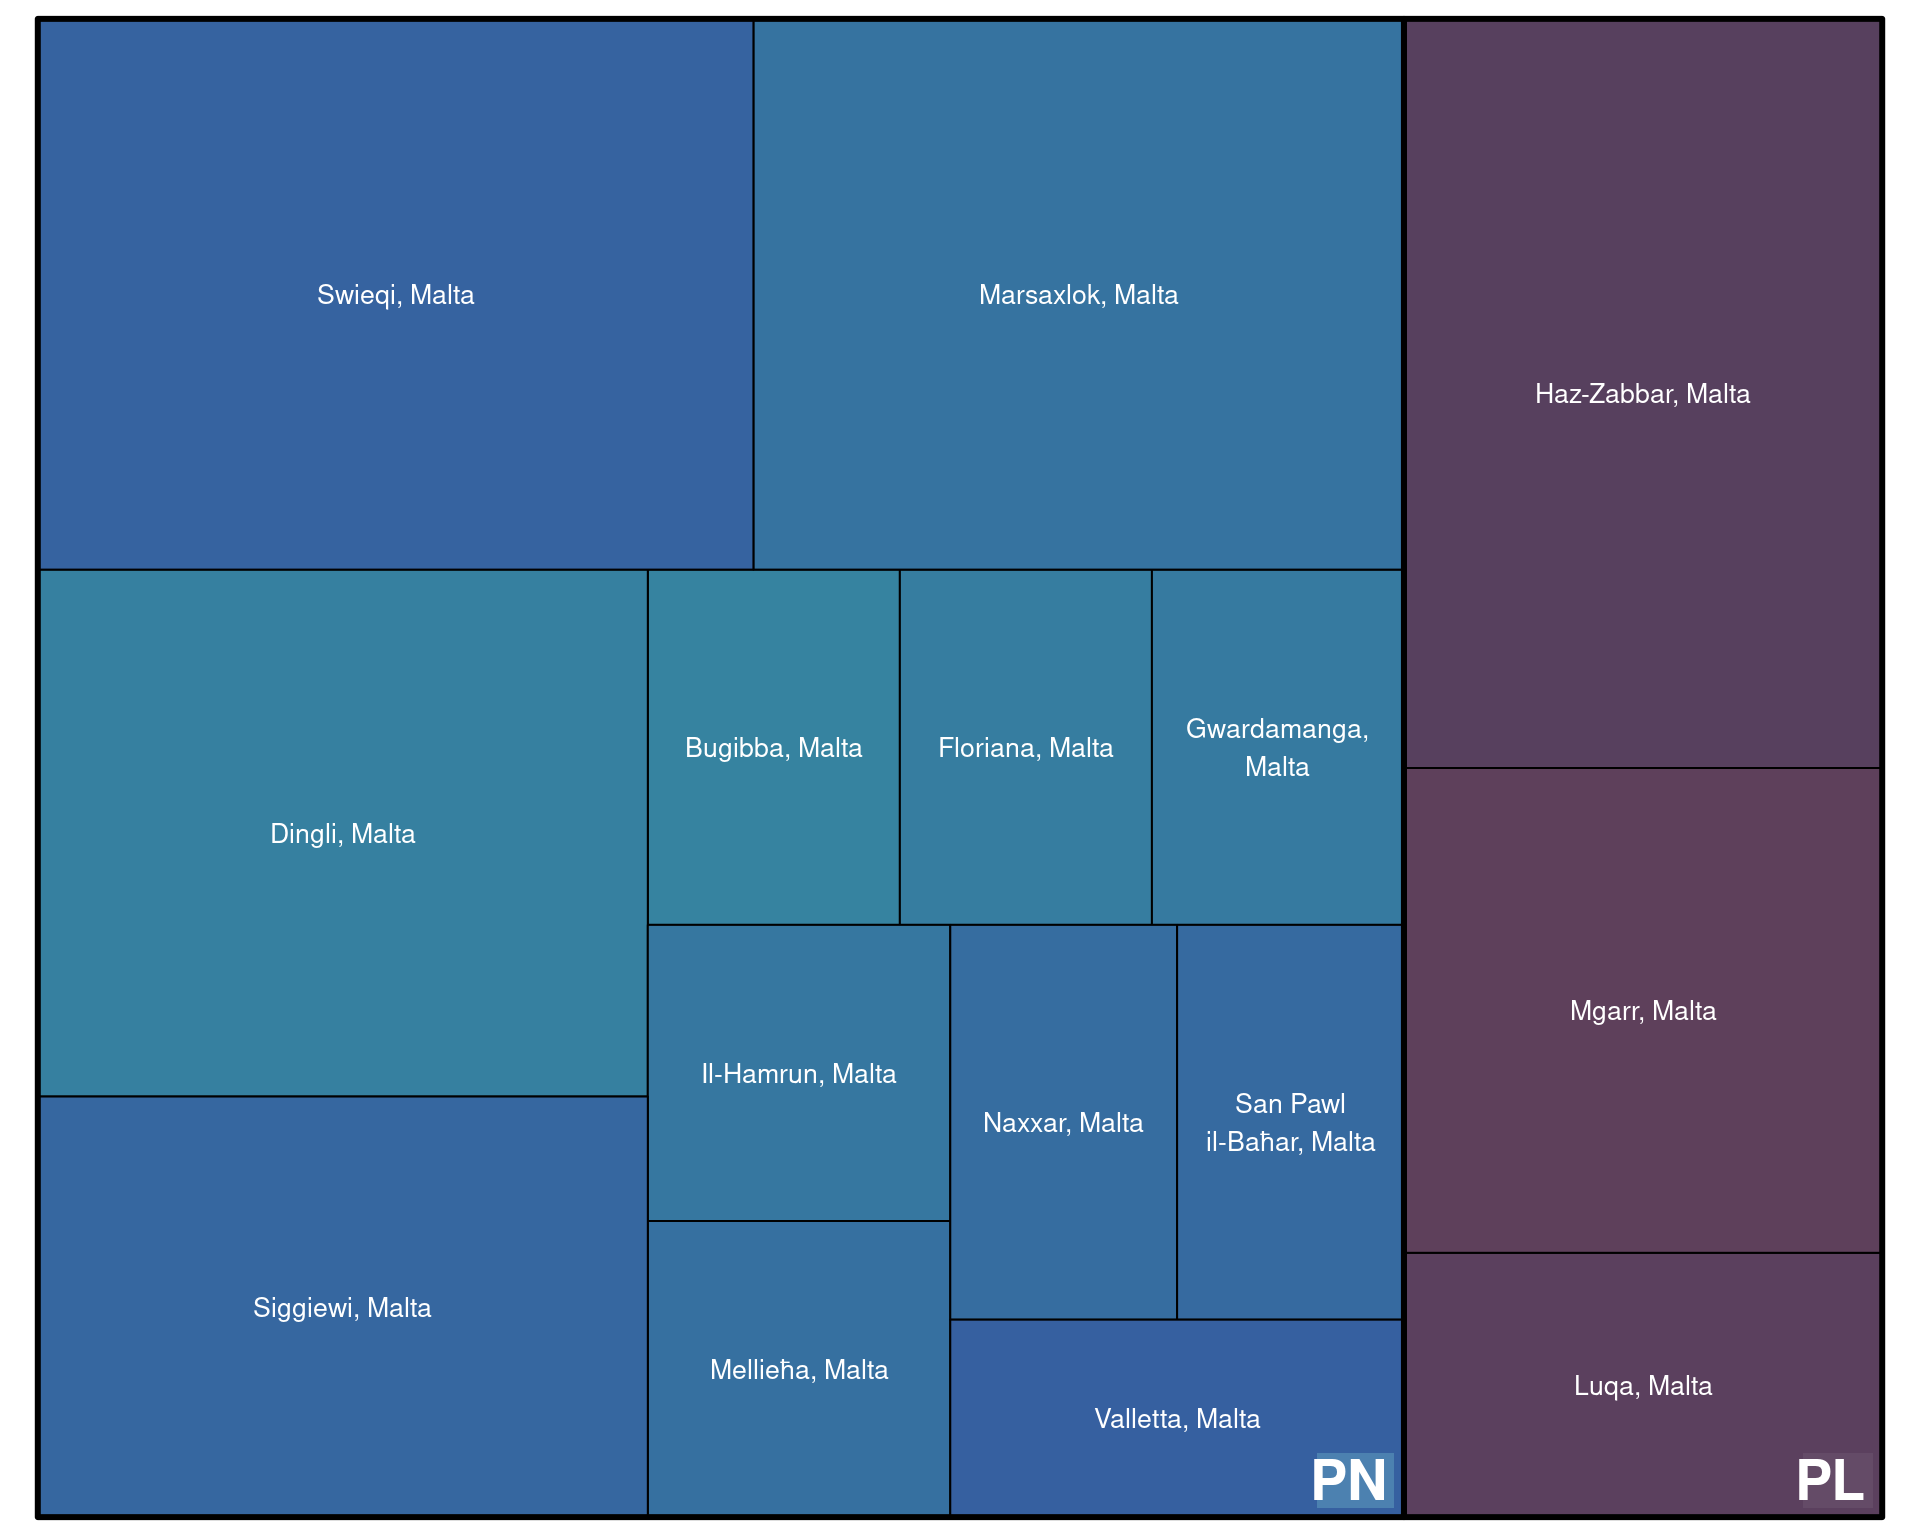 Swieqi, Malta
Marsaxlok, Malta
Haz-Zabbar, Malta
Dingli, Malta
Bugibba, Malta
Floriana, Malta
Gwardamanga,
Malta
Il-Hamrun, Malta
Naxxar, Malta
San Pawl
il-Baħar, Malta
Mgarr, Malta
Siggiewi, Malta
Mellieħa, Malta
Valletta, Malta
Luqa, Malta
PN
PL